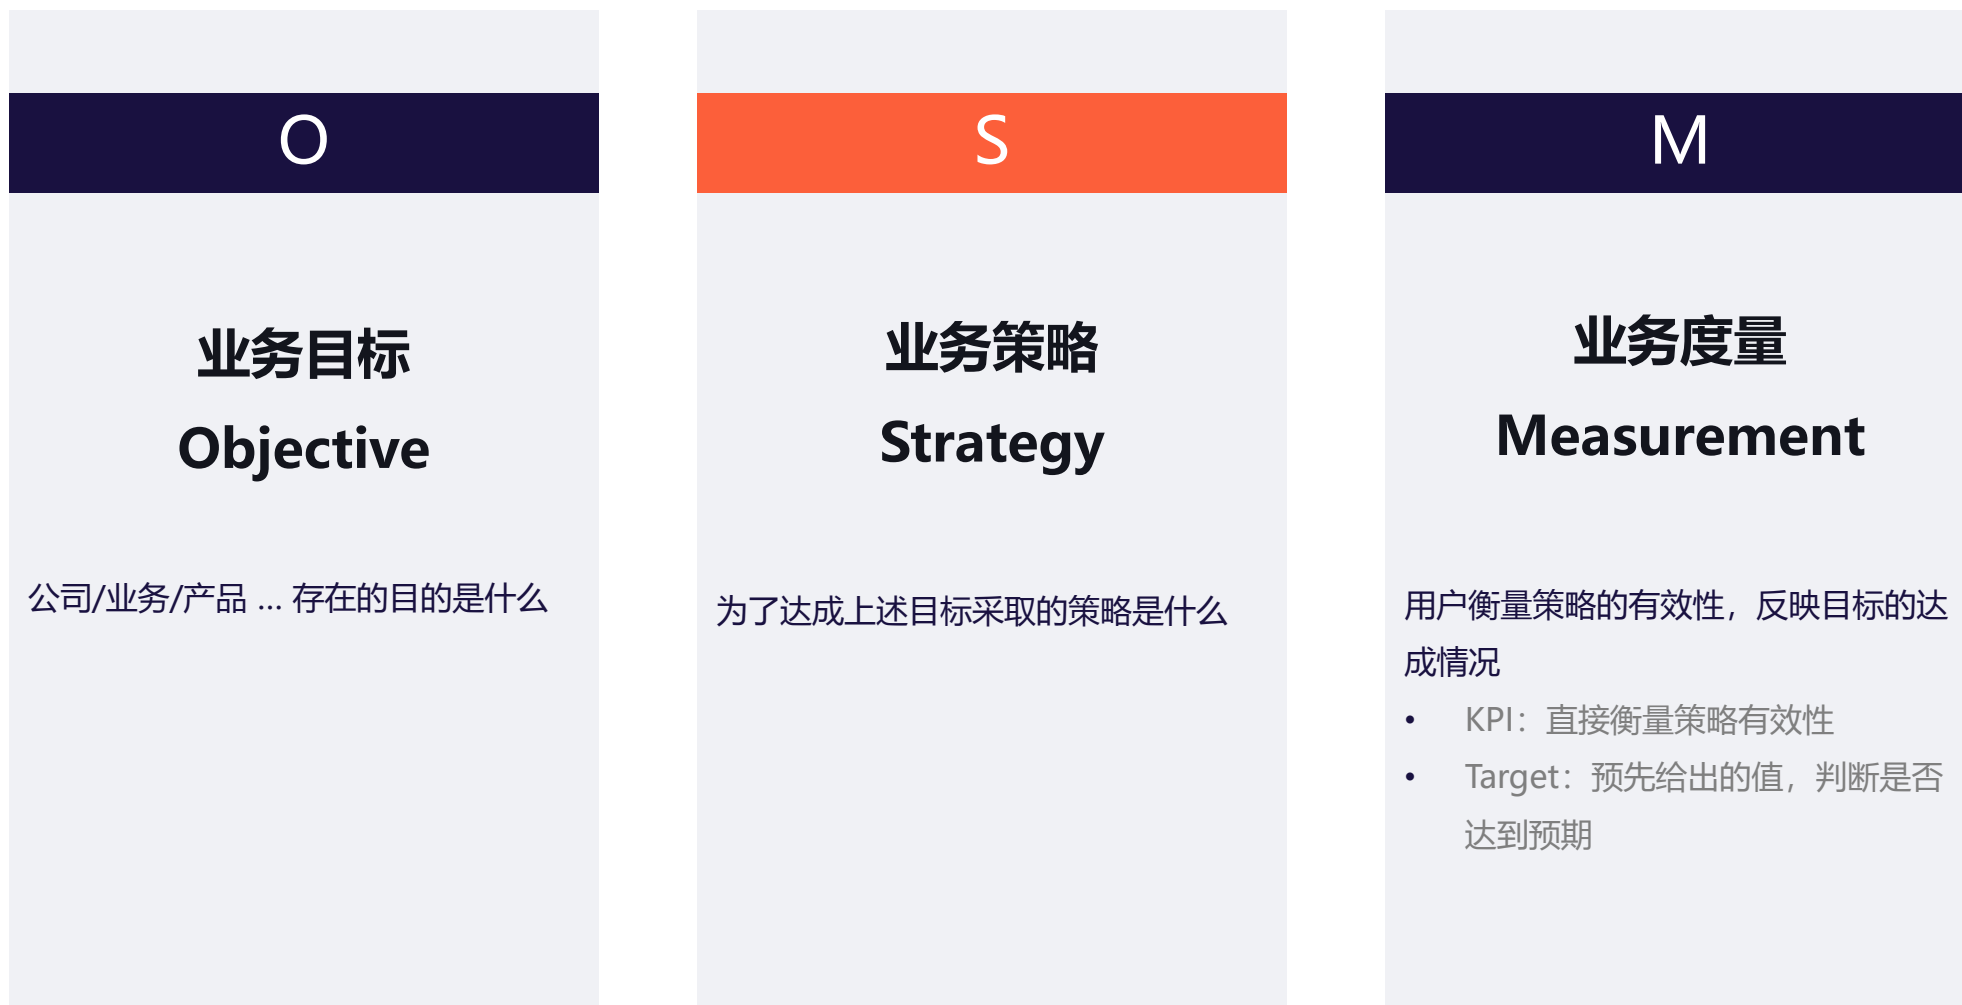 O
业务目标
Objective
公司/业务/产品 ... 存在的目的是什么
S
业务策略
Strategy
为了达成上述目标采取的策略是什么
M
业务度量
Measurement
用户衡量策略的有效性，反映目标的达
成情况
• KPI：直接衡量策略有效性
• Target：预先给出的值，判断是否
达到预期